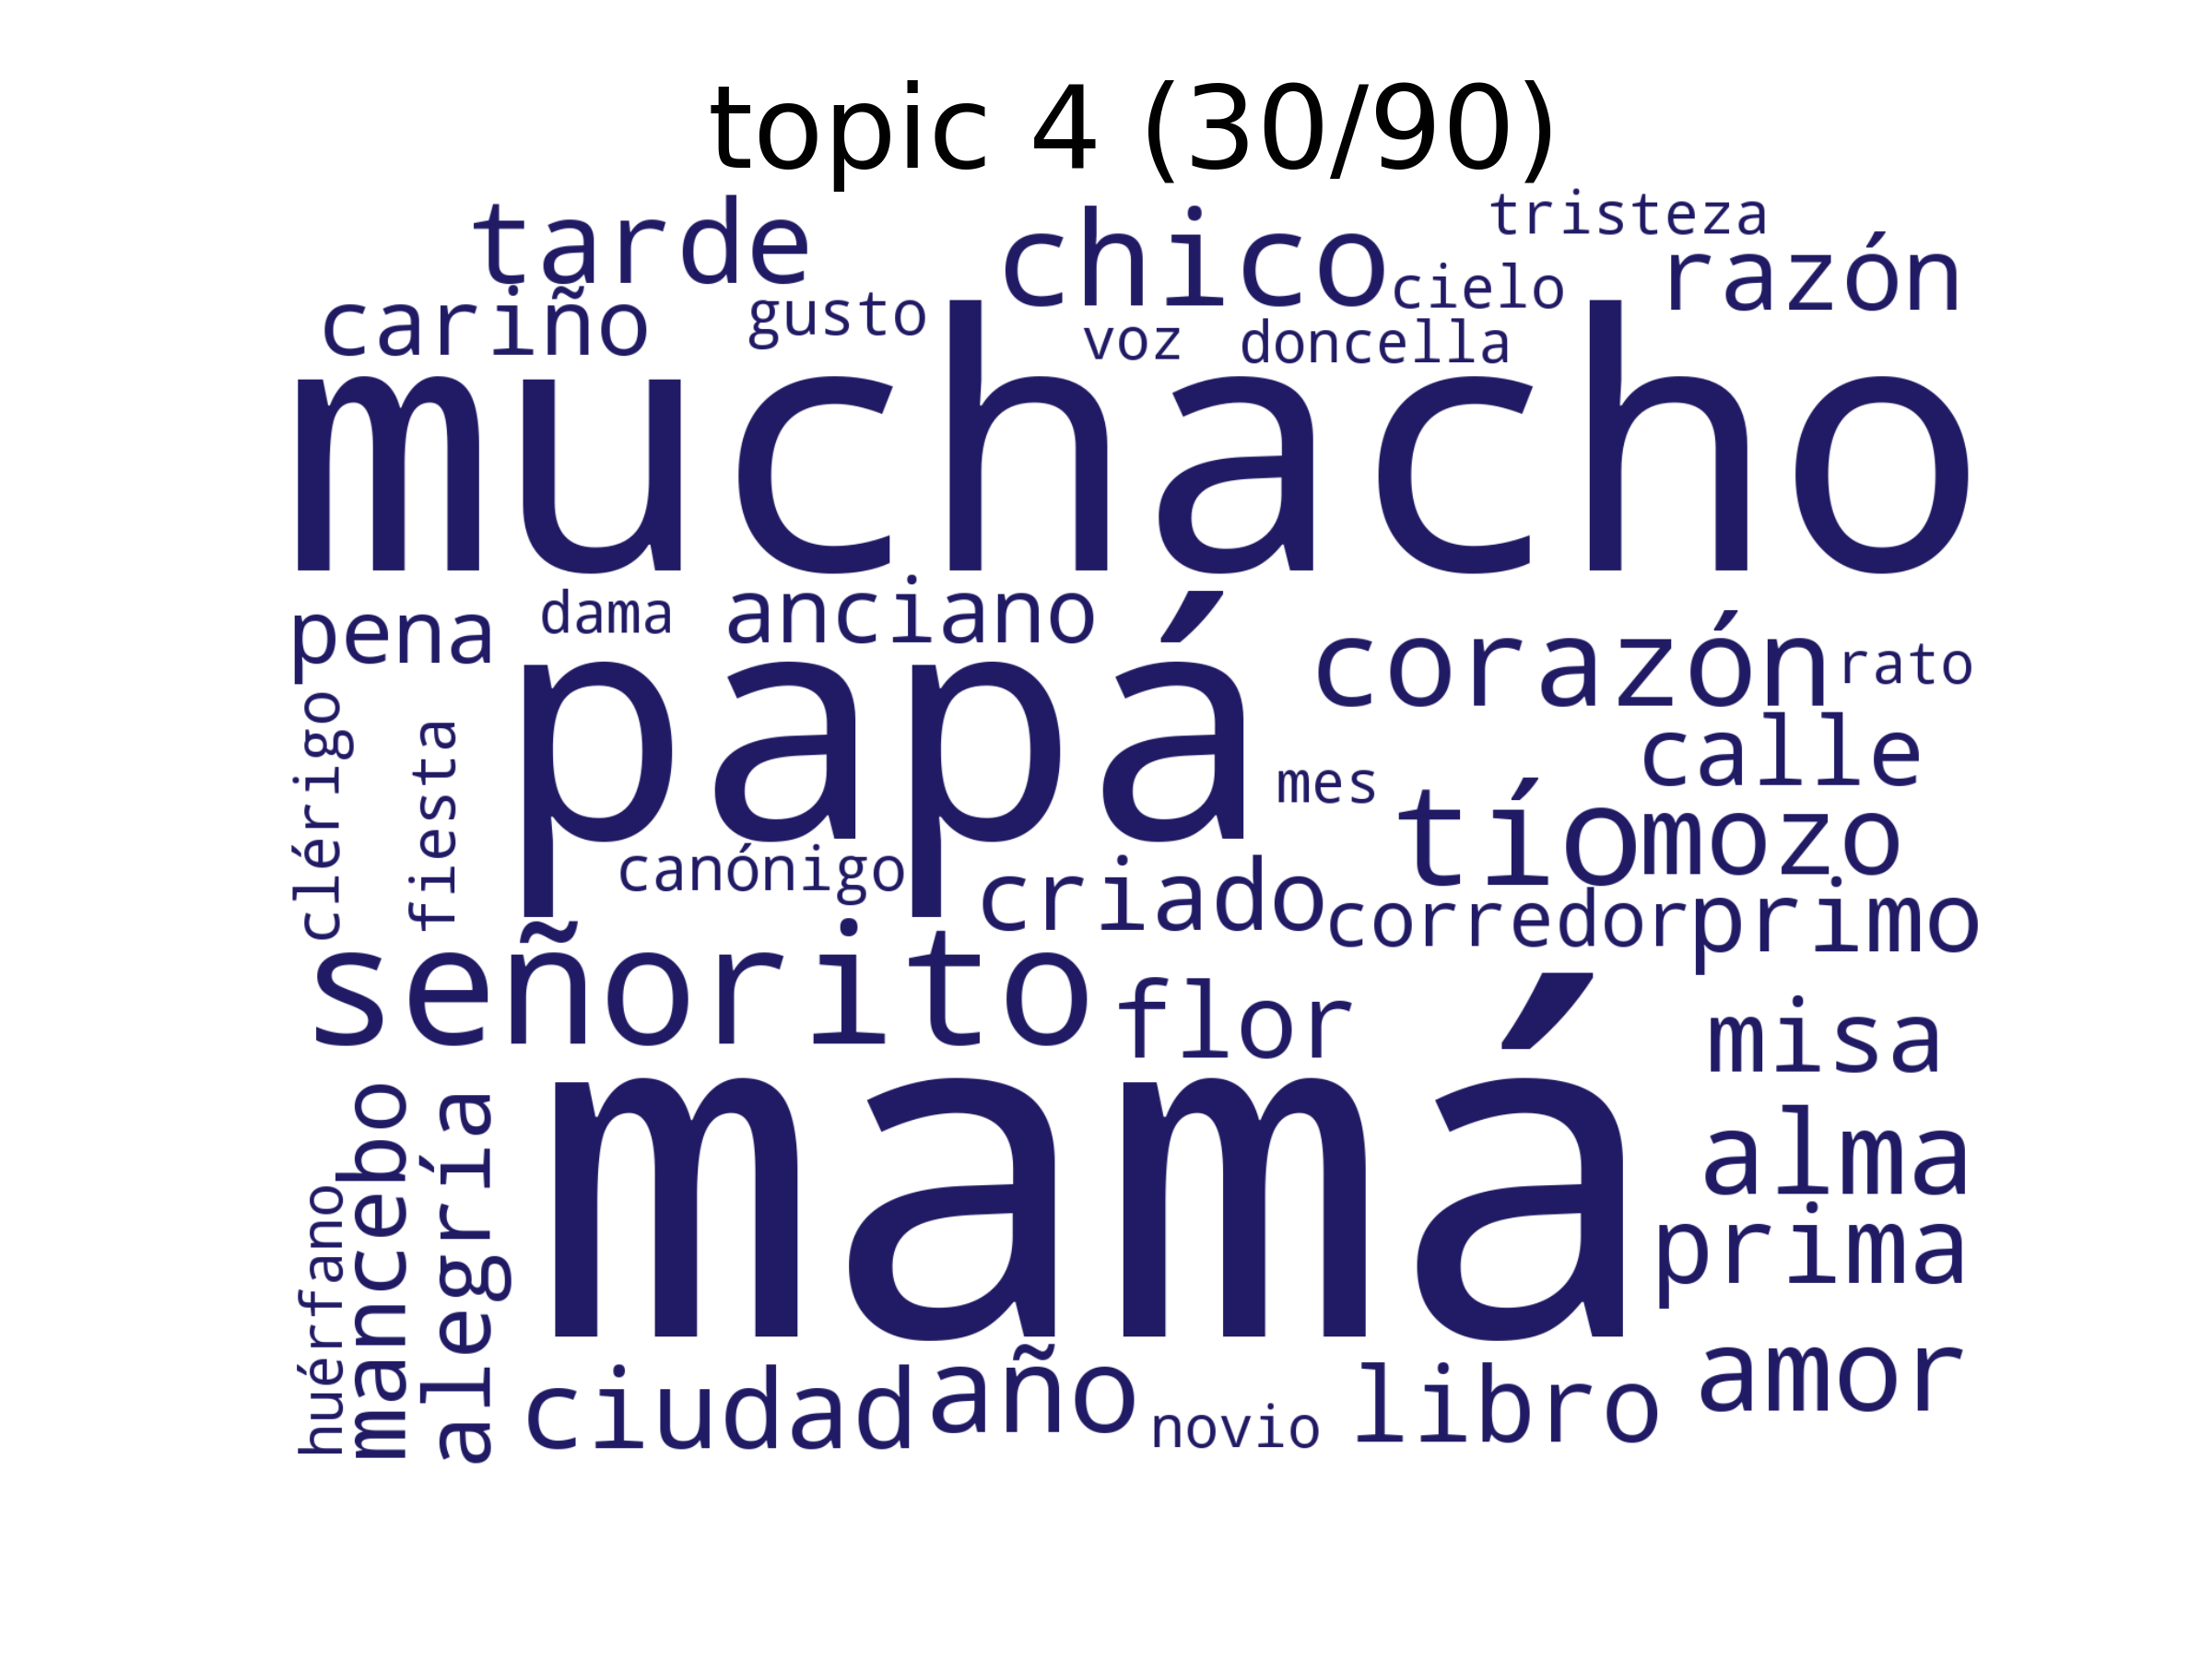 topic 4 (30/90)
tarde
chico
tristeza
cariño
gusto
cielo
razón
voz
doncella
muchacho
pena
dama
anciano
corazón
rato
papá
calle
clérigo
fiesta
mes
tío
mozo
canónigo
criado
corredor
primo
señorito
flor
misa
mamá
alma
prima
huérfano
mancebo
alegría
ciudad
año
novio
libro
amor